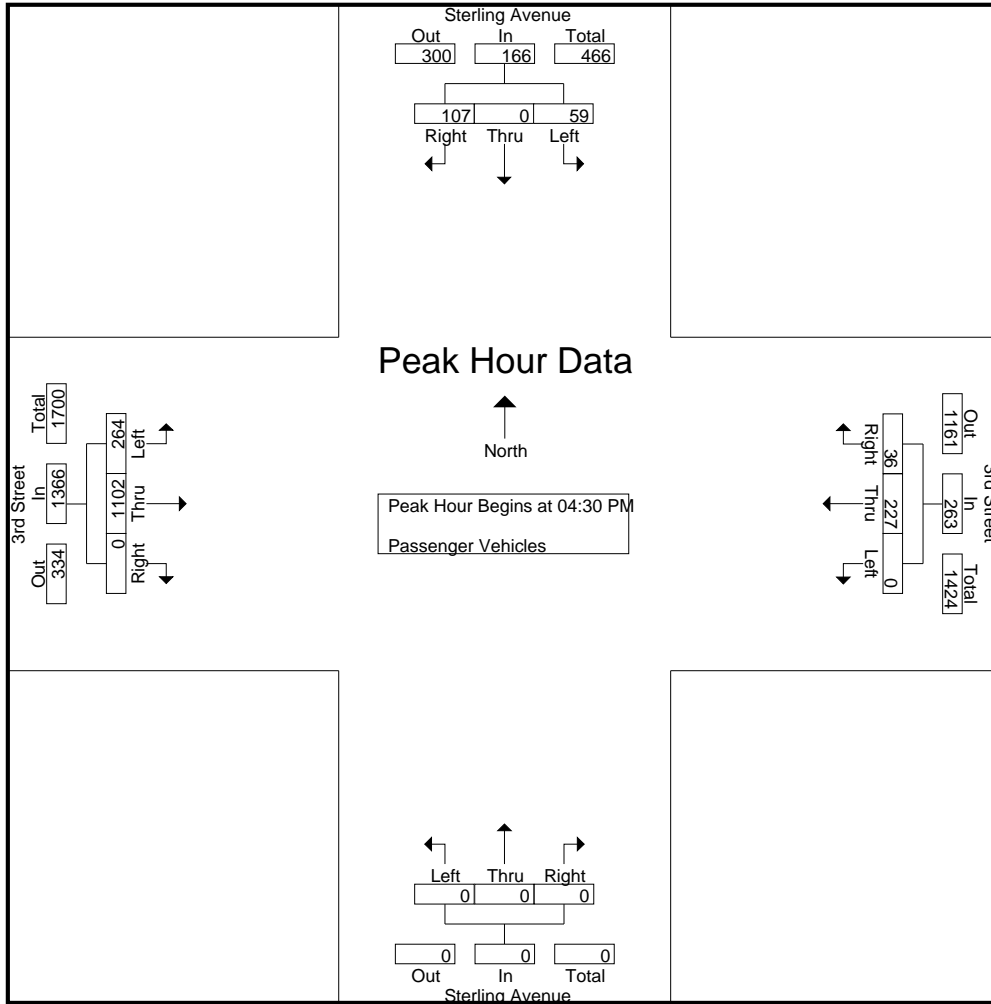 Sterling Avenue
Out In Total
300 166 466
107 0 59
Right Thru Left
Peak Hour Data
North
Peak Hour Begins at 04:30 PM
Passenger Vehicles
3rd Street
Total In Out
1700 1366 334
264 1102 0
Left Thru Right
3rd Street
Out In Total
1161 263 1424
36 227 0
Right Thru Left
Left Thru Right
0 0 0
0 0 0
Out In Total
Sterling Avenue